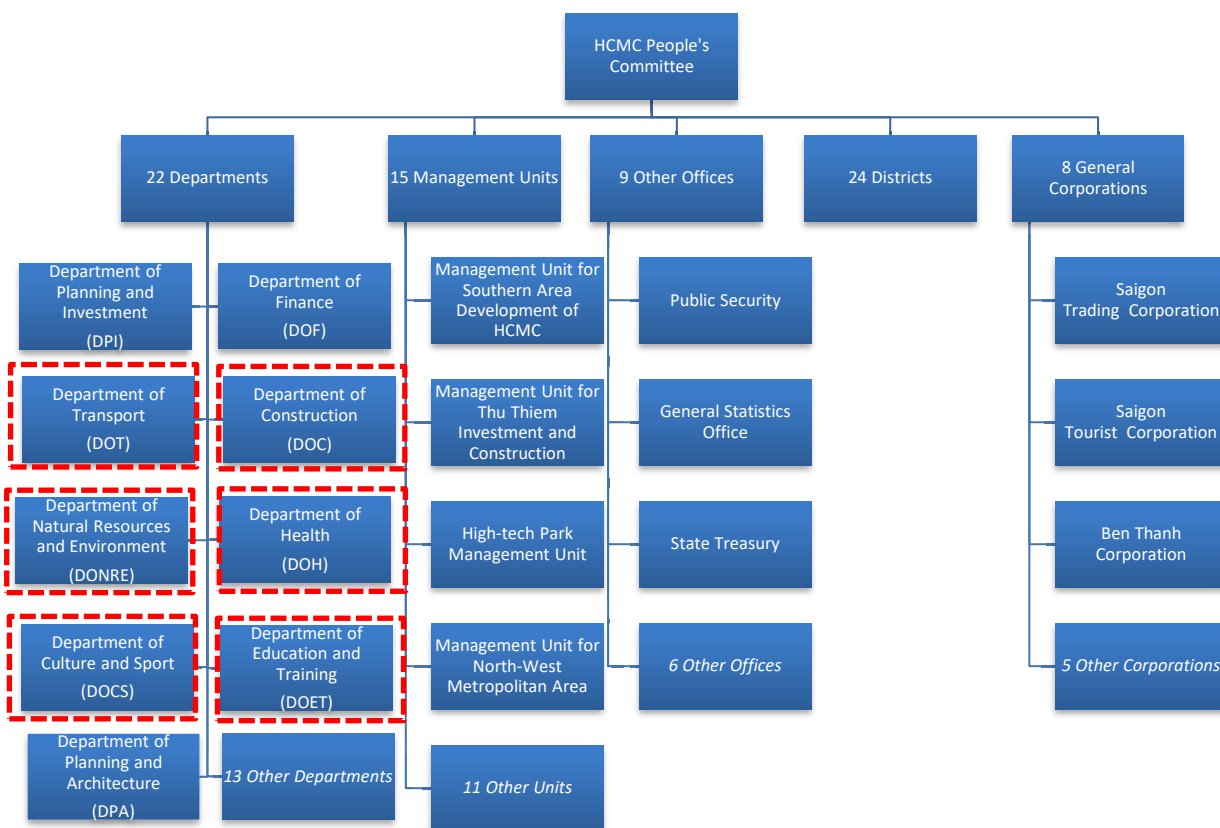 HCMC People's
Committee
22 Departments
15 Management Units
9 Other Offices
24 Districts
8 General
Corporations
Department of
Planning and
Investment
(DPI)
Department of
Finance
(DOF)
Department of
Transport
(DOT)
Department of
Construction
(DOC)
Department of
Natural Resources
and Environment
(DONRE)
Department of
Health
(DOH)
Department of
Culture and Sport
(DOCS)
Department of
Education and
Training
(DOET)
Department of
Planning and
Architecture
(DPA)
13 Other Departments
Management Unit for
Southern Area
Development of
HCMC
Management Unit for
Thu Thiem
Investment and
Construction
High-tech Park
Management Unit
Management Unit for
North-West
Metropolitan Area
11 Other Units
Public Security
General Statistics
Office
State Treasury
6 Other Offices
Saigon
Trading Corporation
Saigon
Tourist Corporation
Ben Thanh
Corporation
5 Other Corporations